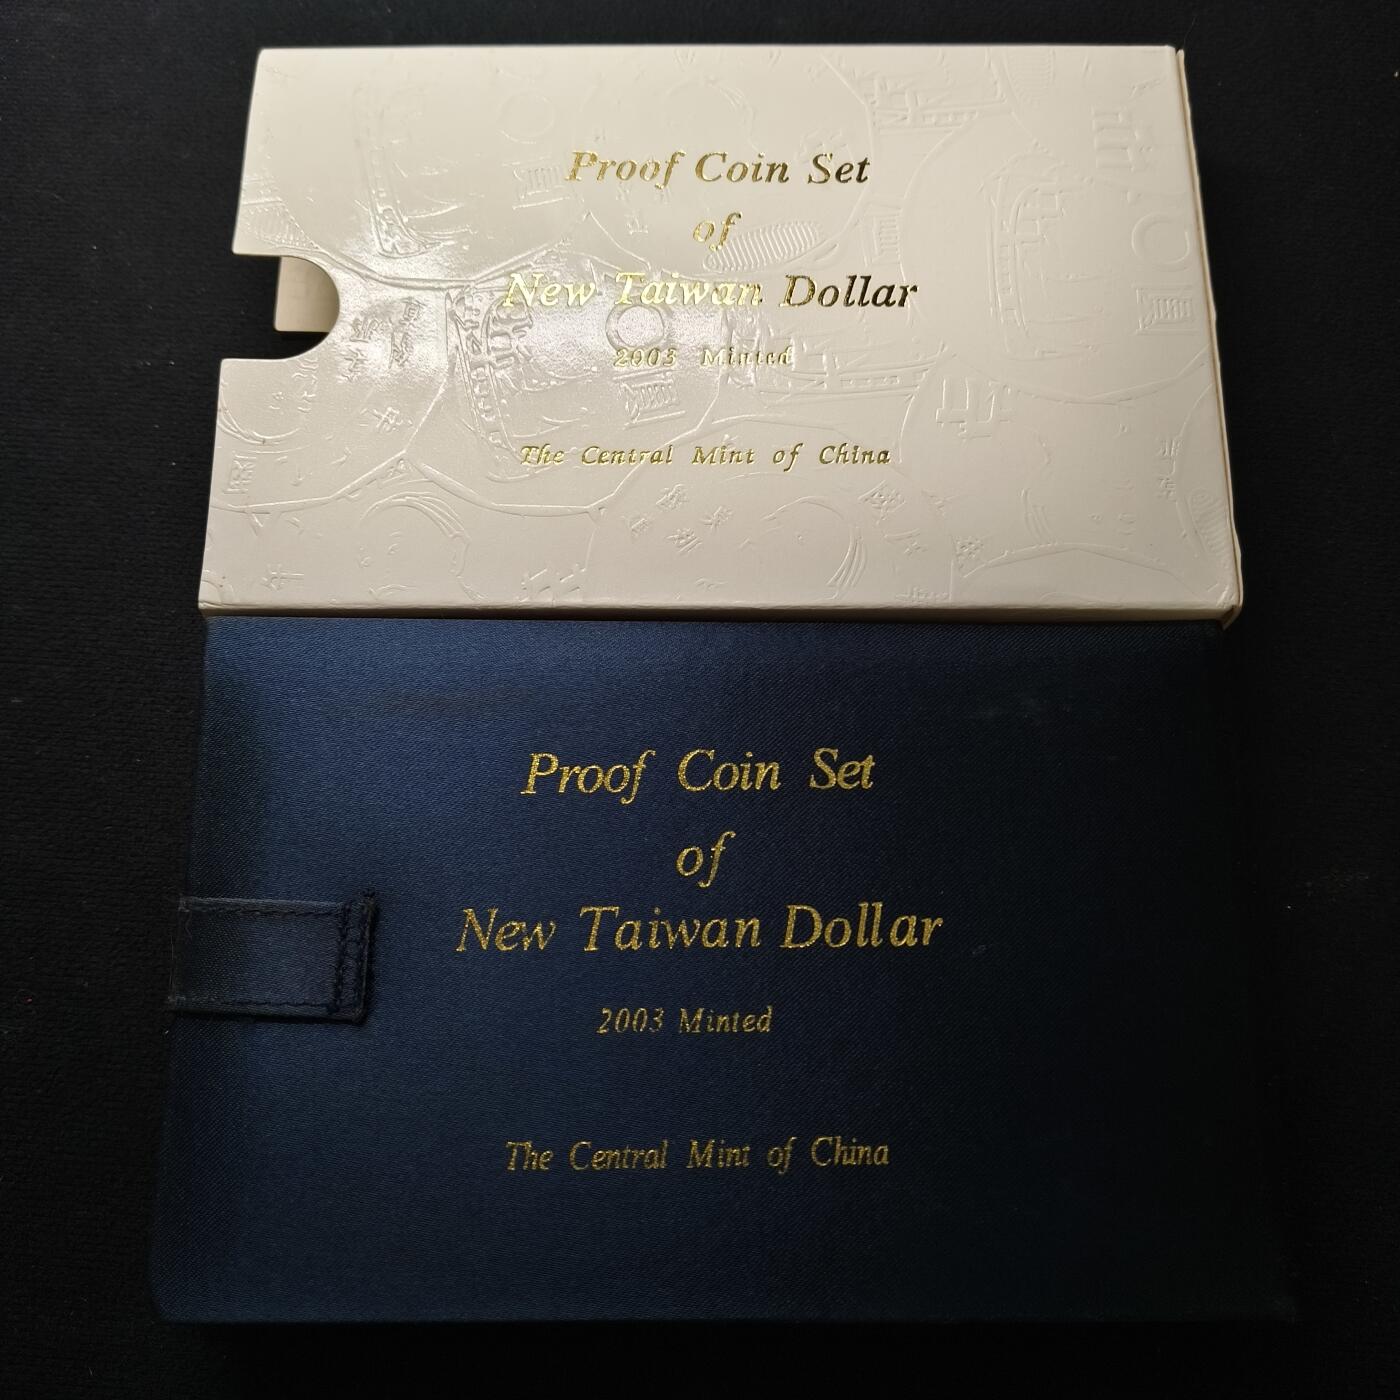 Proof Coin Set
of
New Taiwan Dollar
2003 Minted
The Central Mint of China
Proof Coin Set
of
New Taiwan Dollar
2003 Minted
The Central Mint of China